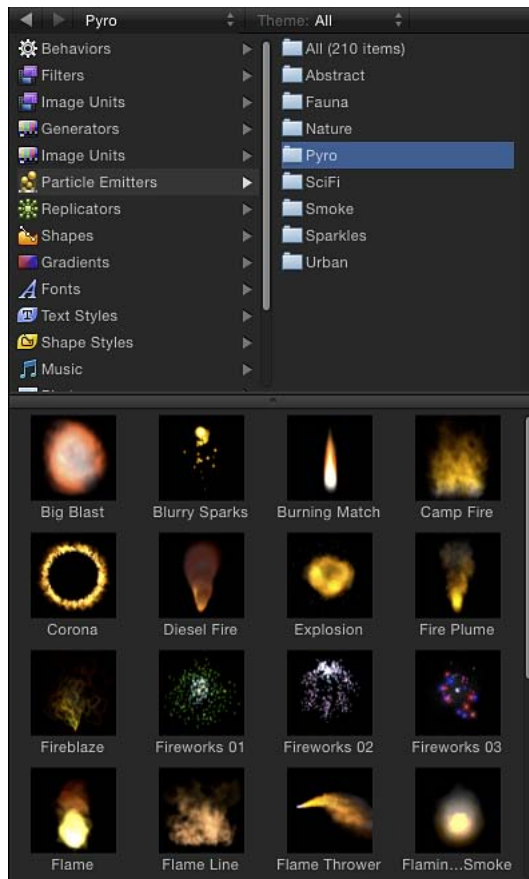 Pyro Theme: All
Behaviors
Filters
Image Units
Generators
Image Units
Particle Emitters
Replicators
Shapes
Gradients
Fonts
Text Styles
Shape Styles
Music
All (210 items)
Abstract
Fauna
Nature
Pyro
SciFi
Smoke
Sparkles
Urban
Big Blast Blurry Sparks Burning Match Camp Fire
Corona Diesel Fire Explosion Fire Plume
Fireblaze Fireworks 01 Fireworks 02 Fireworks 03
Flame Flame Line Flame Thrower Flamin...Smoke